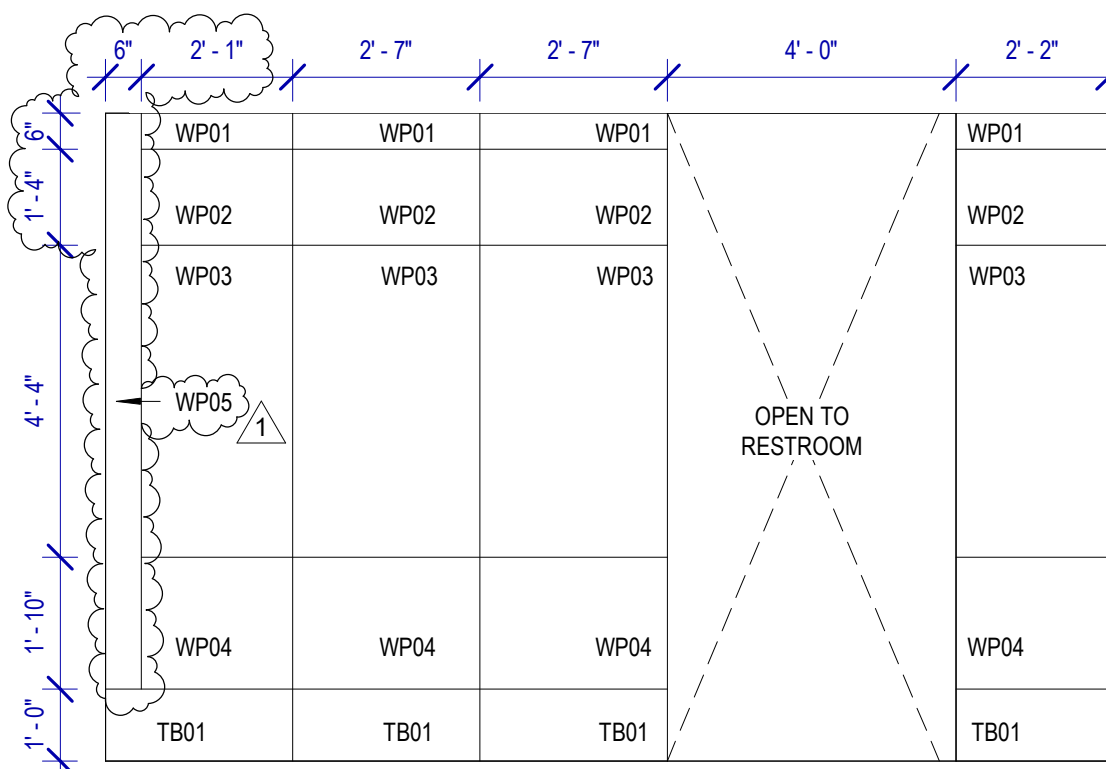 6" 2' - 1" 2' - 7" 2' - 7" 4' - 0" 2' - 2"
6"
WP01 WP01 WP01 WP01
1' - 4"
WP02 WP02 WP02 WP02
WP03 WP03 WP03 WP03
4' - 4"
WP05
1
OPEN TO
RESTROOM
1' - 10"
WP04 WP04 WP04 WP04
1' - 0"
TB01 TB01 TB01 TB01